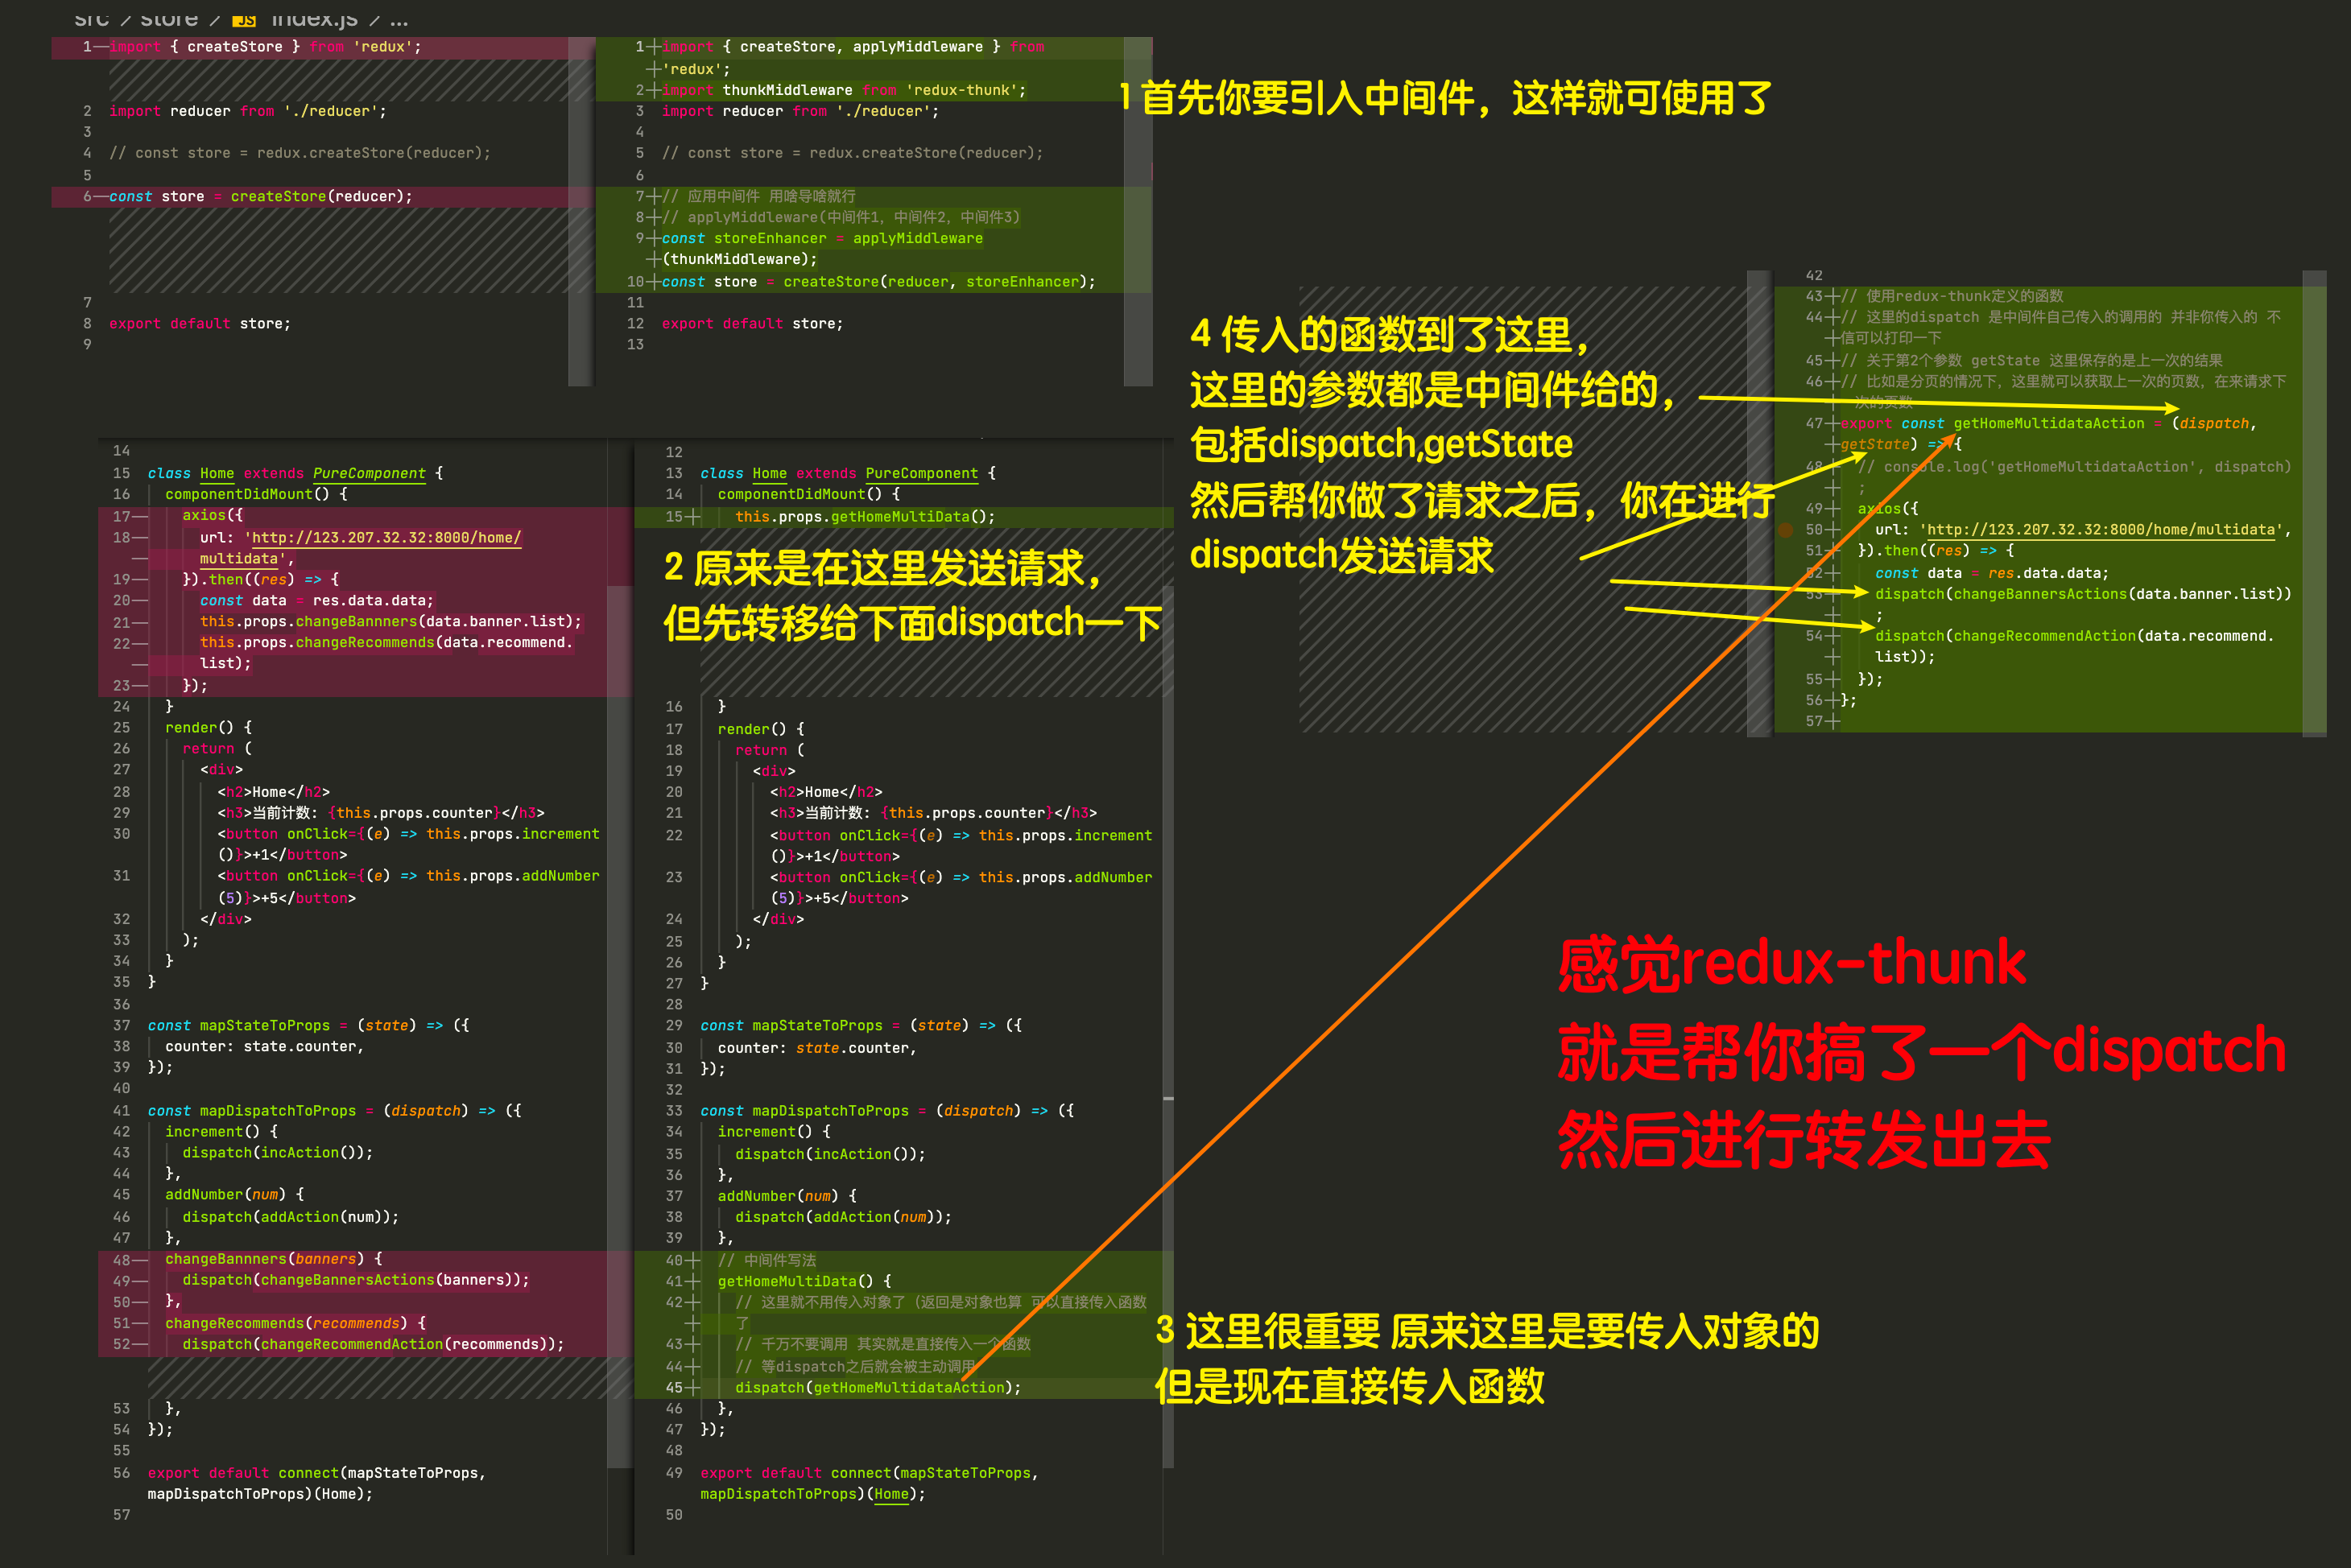 src / store / JS index.js / ...
1 import { createStore } from 'redux';
2 import reducer from './reducer';
3
4 // const store = redux.createStore(reducer);
5
6 const store = createStore(reducer);
7
8 export default store;
9
1 import { createStore, applyMiddleware } from
'redux';
2 import thunkMiddleware from 'redux-thunk';
3 import reducer from './reducer';
4
5 // const store = redux.createStore(reducer);
6
7 // 应用中间件 用啥导啥就行
8 // applyMiddleware(中间件1, 中间件2, 中间件3)
9 const storeEnhancer = applyMiddleware
(thunkMiddleware);
10 const store = createStore(reducer, storeEnhancer);
11
12 export default store;
13
1 首先你要引入中间件，这样就可使用了
14
15 class Home extends PureComponent {
16 componentDidMount() {
17 axios({
18 url: 'http://123.207.32.32:8000/home/
multidata',
19 }).then((res) => {
20 const data = res.data.data;
21 this.props.changeBannners(data.banner.list);
22 this.props.changeRecommends(data.recommend.
list);
23 });
24 }
25 render() {
26 return (
27 <div>
28 <h2>Home</h2>
29 <h3>当前计数: {this.props.counter}</h3>
30 <button onClick={(e) => this.props.increment
()}>+1</button>
31 <button onClick={(e) => this.props.addNumber
(5)}>+5</button>
32 </div>
33 );
34 }
35 }
36
37 const mapStateToProps = (state) => ({
38 counter: state.counter,
39 });
40
41 const mapDispatchToProps = (dispatch) => ({
42 increment() {
43 dispatch(incAction());
44 },
45 addNumber(num) {
46 dispatch(addAction(num));
47 },
48 changeBannners(banners) {
49 dispatch(changeBannersActions(banners));
50 },
51 changeRecommends(recommends) {
52 dispatch(changeRecommendAction(recommends));
53 },
54 });
55
56 export default connect(mapStateToProps,
mapDispatchToProps)(Home);
57
12
13 class Home extends PureComponent {
14 componentDidMount() {
15 this.props.getHomeMultiData();
2 原来是在这里发送请求，
但先转移给下面dispatch一下
16 }
17 render() {
18 return (
19 <div>
20 <h2>Home</h2>
21 <h3>当前计数: {this.props.counter}</h3>
22 <button onClick={(e) => this.props.increment
()}>+1</button>
23 <button onClick={(e) => this.props.addNumber
(5)}>+5</button>
24 </div>
25 );
26 }
27 }
28
29 const mapStateToProps = (state) => ({
30 counter: state.counter,
31 });
32
33 const mapDispatchToProps = (dispatch) => ({
34 increment() {
35 dispatch(incAction());
36 },
37 addNumber(num) {
38 dispatch(addAction(num));
39 },
40 // 中间件写法
41 getHomeMultiData() {
42 // 这里就不用传入对象了（返回是对象也算 可以直接传入函数
了
43 // 千万不要调用 其实就是直接传入一个函数
44 // 等dispatch之后就会被主动调用
45 dispatch(getHomeMultidataAction);
46 },
47 });
48
49 export default connect(mapStateToProps,
mapDispatchToProps)(Home);
50
3 这里很重要 原来这里是要传入对象的
但是现在直接传入函数
4 传入的函数到了这里，
这里的参数都是中间件给的，
包括dispatch,getState
然后帮你做了请求之后，你在进行
dispatch发送请求
42
43 // 使用redux-thunk定义的函数
44 // 这里的dispatch 是中间件自己传入的调用的 并非你传入的 不
信可以打印一下
45 // 关于第2个参数 getState 这里保存的是上一次的结果
46 // 比如是分页的情况下, 这里就可以获取上一次的页数, 在来请求下
一次的页数
47 export const getHomeMultidataAction = (dispatch,
getState) => {
48 // console.log('getHomeMultidataAction', dispatch)
;
49 axios({
50 url: 'http://123.207.32.32:8000/home/multidata',
51 }).then((res) => {
52 const data = res.data.data;
53 dispatch(changeBannersActions(data.banner.list))
;
54 dispatch(changeRecommendAction(data.recommend.
list));
55 });
56 };
57
感觉redux-thunk
就是帮你搞了一个dispatch
然后进行转发出去